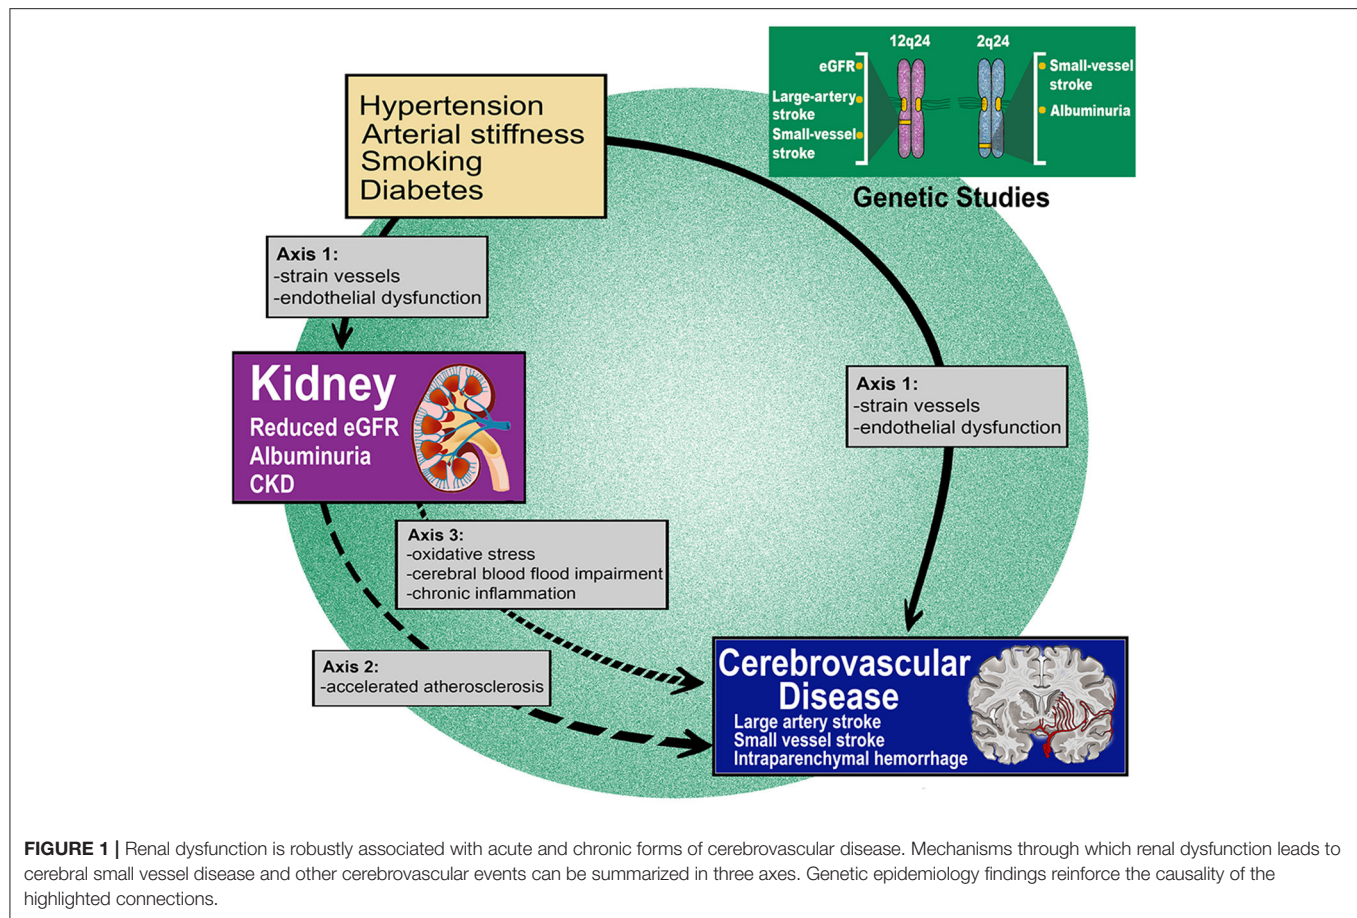 12q24
2q24
eGFR
Large-artery
stroke
Small-vessel
stroke
Small-vessel
stroke
Albuminuria
Genetic Studies
Hypertension
Arterial stiffness
Smoking
Diabetes
Axis 1:
-strain vessels
-endothelial dysfunction
Kidney
Reduced eGFR
Albuminuria
CKD
Axis 1:
-strain vessels
-endothelial dysfunction
Axis 3:
-oxidative stress
-cerebral blood flood impairment
-chronic inflammation
Axis 2:
-accelerated atherosclerosis
Cerebrovascular
Disease
Large artery stroke
Small vessel stroke
Intraparenchymal hemorrhage
FIGURE 1 | Renal dysfunction is robustly associated with acute and chronic forms of cerebrovascular disease. Mechanisms through which renal dysfunction leads to
cerebral small vessel disease and other cerebrovascular events can be summarized in three axes. Genetic epidemiology findings reinforce the causality of the
highlighted connections.